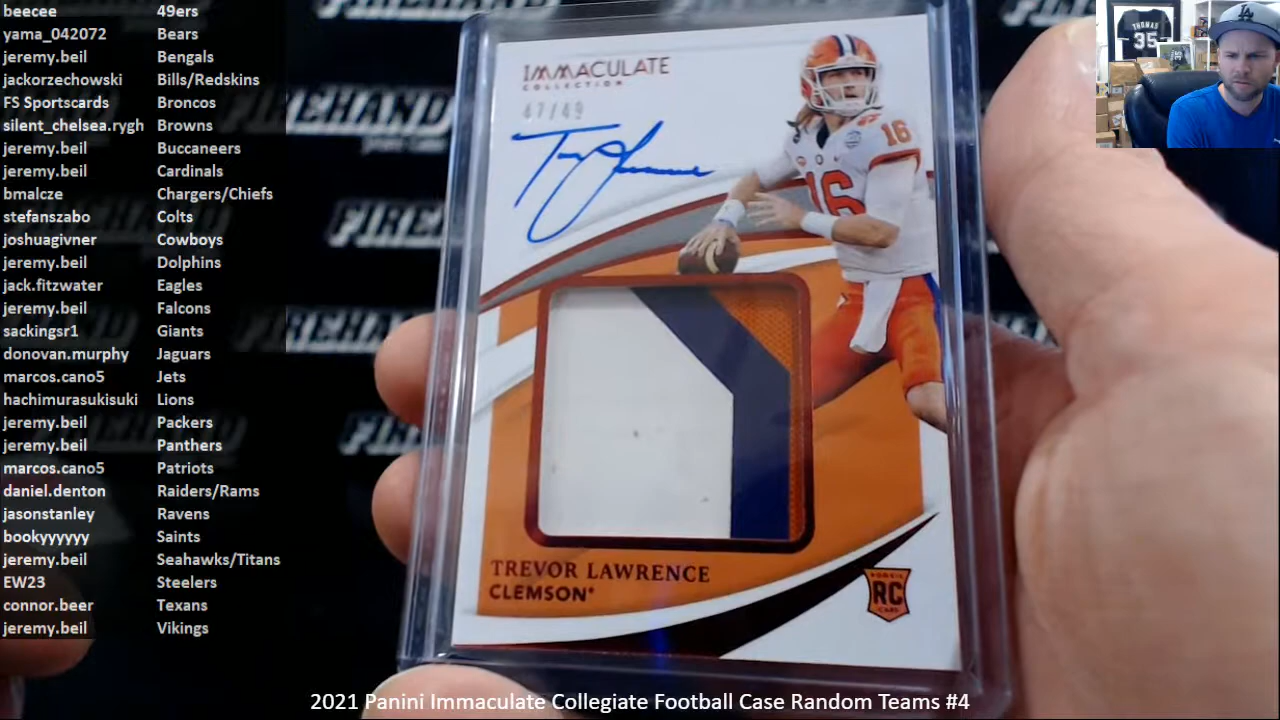 beecee 49ers
yama_042072 Bears
jeremy.beil Bengals
jackorzechowski Bills/Redskins
FS Sportscards Broncos
silent_chelsea.rygh Browns
jeremy.beil Buccaneers
jeremy.beil Cardinals
bmalcze Chargers/Chiefs
stefanszabo Colts
joshuagivner Cowboys
jeremy.beil Dolphins
jack.fitzwater Eagles
jeremy.beil Falcons
sackingsr1 Giants
donovan.murphy Jaguars
marcos.cano5 Jets
hachimurasukisuki Lions
jeremy.beil Packers
jeremy.beil Panthers
marcos.cano5 Patriots
daniel.denton Raiders/Rams
jasonstanley Ravens
bookyyyyyy Saints
jeremy.beil Seahawks/Titans
EW23 Steelers
connor.beer Texans
jeremy.beil Vikings
IMMACULATE
COLLECTION
47/49
16
16
TREVOR LAWRENCE
CLEMSON
RC
FIREHAND
THOMAS
35
LA
2021 Panini Immaculate Collegiate Football Case Random Teams #4